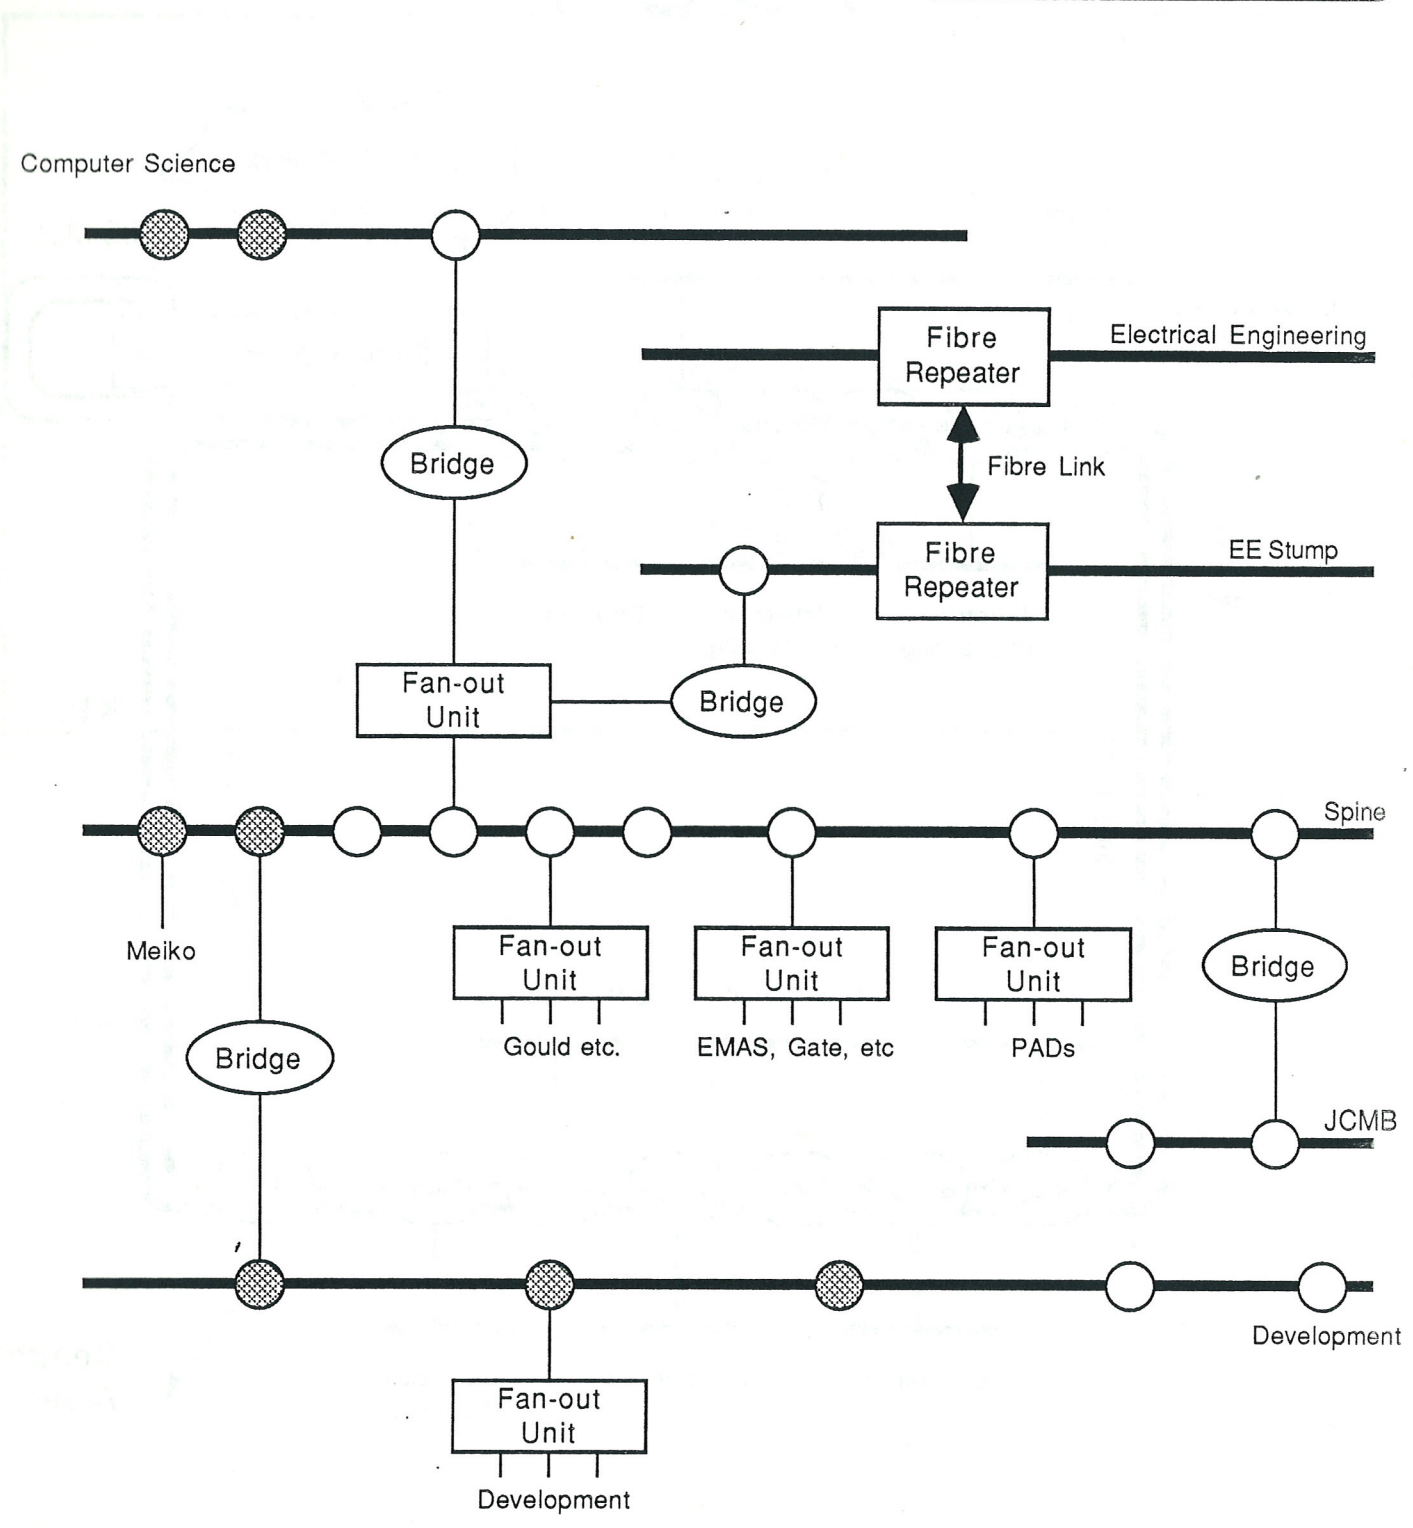 Computer Science
Fibre
Repeater
Electrical Engineering
Bridge
Fibre Link
Fibre
Repeater
EE Stump
Fan-out
Unit
Bridge
Spine
Meiko
Fan-out
Unit
Gould etc.
Fan-out
Unit
EMAS, Gate, etc
Fan-out
Unit
PADs
Bridge
Bridge
JCMB
Development
Fan-out
Unit
Development